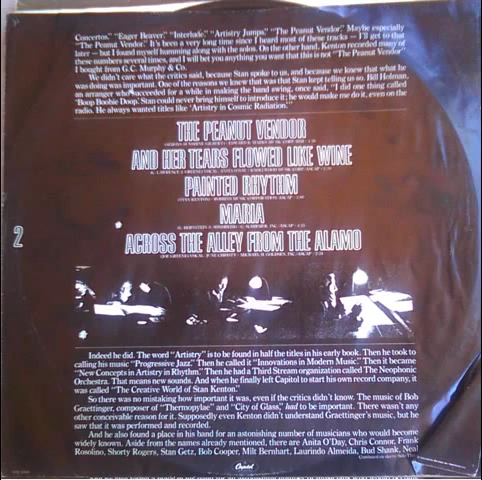 Concertos." "Eager Beaver." "Interlude." "Artistry Jumps." "The Peanut Vendor." Maybe especially
"The Peanut Vendor." It's been a very long time since I heard most of these tracks — I'll get to that
later — but I found myself humming along with the solos. On the other hand, Kenton recorded many of
these numbers several times, and I will bet you anything you want that this is not "The Peanut Vendor"
I bought from G.C. Murphy & Co.
We didn't care what the critics said, because Stan spoke to us, and because we knew that what he
was doing was important. One of the reasons we knew that was that Stan kept telling us so. Bill Holman,
an arranger who succeeded for a while in making the band swing, once said, "I did one thing called
'Boop Boobie Doop.' Stan could never bring himself to introduce it; he would make me do it, even on the
radio. He always wanted titles like 'Artistry in Cosmic Radiation.'"
THE PEANUT VENDOR
AND HER TEARS FLOWED LIKE WINE
PAINTED RHYTHM
(STAN KENTON)
MARIA
2
ACROSS THE ALLEY FROM THE ALAMO
(JOE GREENE) VOCAL: JUNE CHRISTY
Indeed he did. The word "Artistry" is to be found in half the titles in his early book. Then he took to
calling his music "Progressive Jazz." Then he called it "Innovations in Modern Music." Then it became
"New Concepts in Artistry in Rhythm." Then he had a Third Stream organization called The Neophonic
Orchestra. That means new sounds. And when he finally left Capitol to start his own record company, it
was called "The Creative World of Stan Kenton."
So there was no mistaking how important it was, even if the critics didn't know. The music of Bob
Graettinger, composer of "Thermopylae" and "City of Glass," had to be important. There wasn't any
other conceivable reason for it. Supposedly even Kenton didn't understand Graettinger's music, but he
saw that it was performed and recorded.
And he also found a place in his band for an astonishing number of musicians who would become
widely known. Aside from the names already mentioned, there are Anita O'Day, Chris Connor, Frank
Rosolino, Shorty Rogers, Stan Getz, Bob Cooper, Milt Bernhart, Laurindo Almeida, Bud Shank, Neal
Continued on side
Capitol